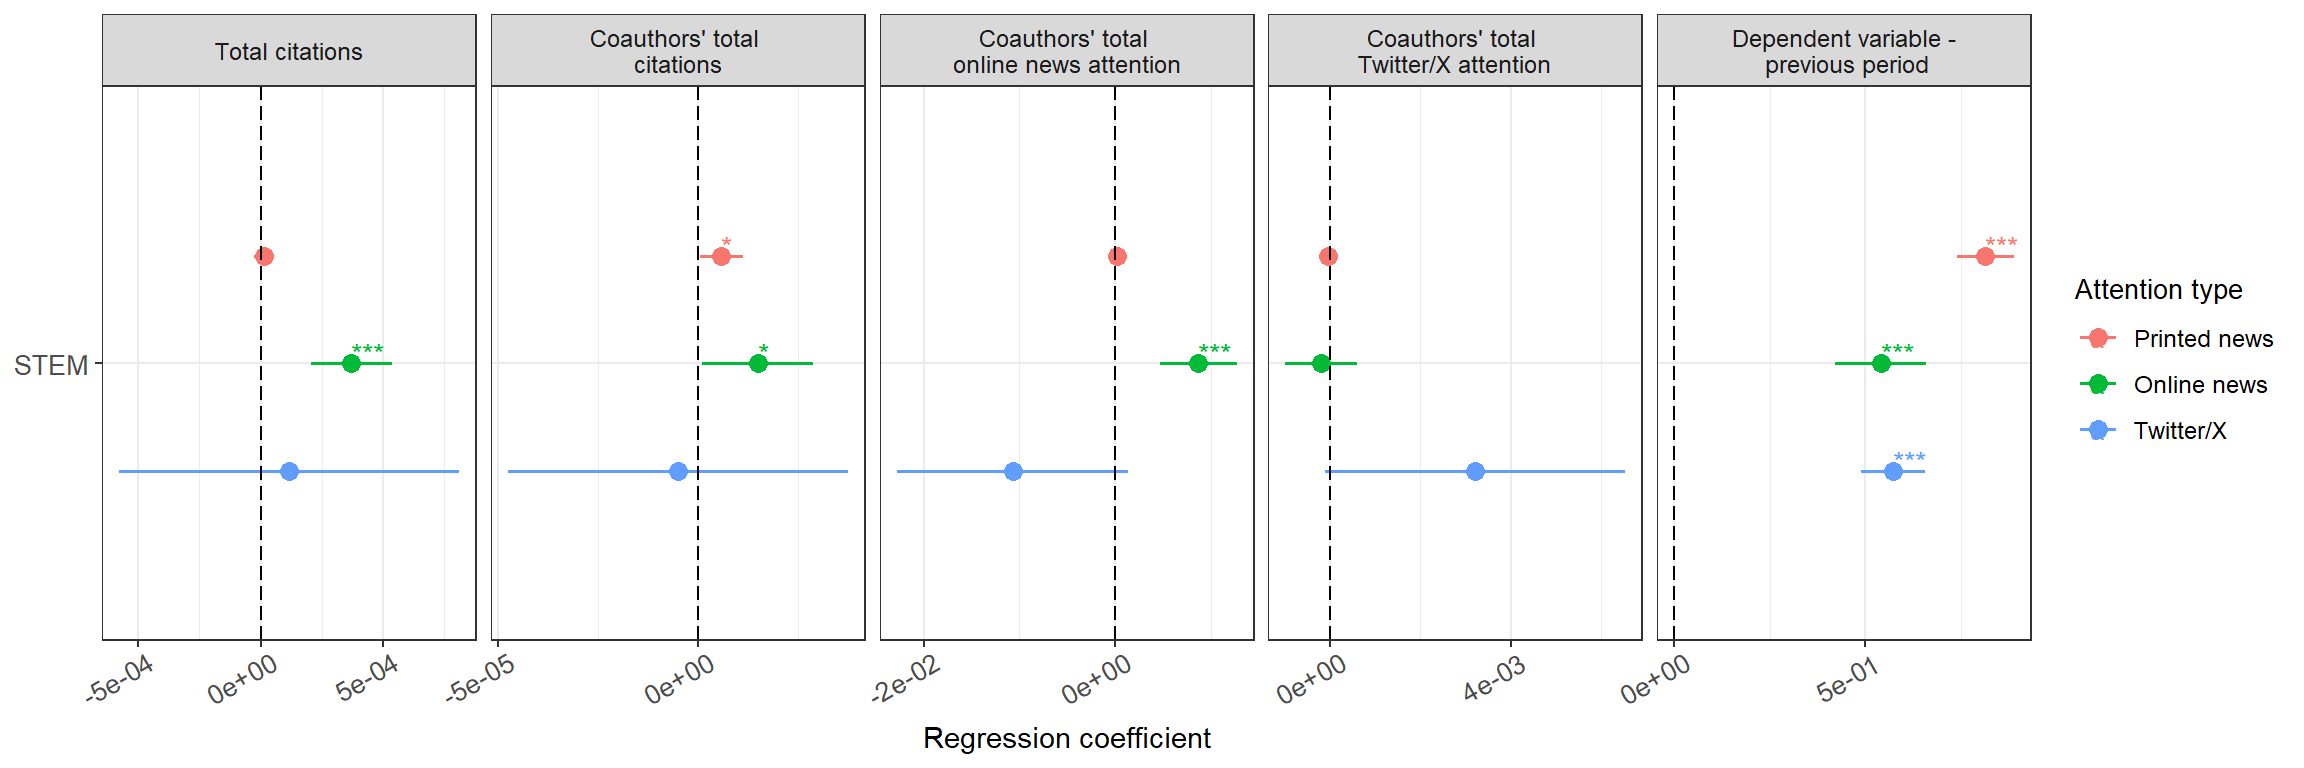 Total citations
Coauthors' total
citations
Coauthors' total
online news attention
Coauthors' total
Twitter/X attention
Dependent variable -
previous period
*
***
***
*
***
***
***
STEM
Attention type
Printed news
Online news
Twitter/X
-5e-04
0e+00
5e-04
-5e-05
0e+00
-2e-02
0e+00
0e+00
4e-03
0e+00
5e-01
Regression coefficient